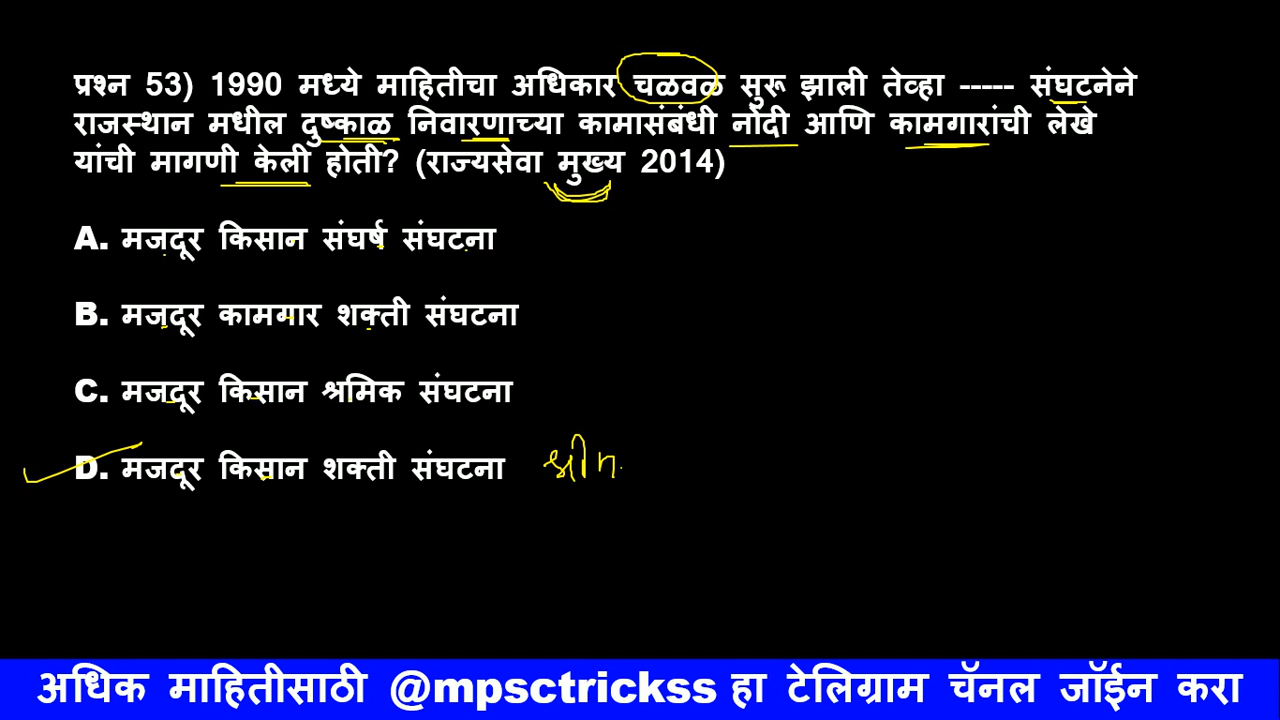 प्रश्न 53) 1990 मध्ये माहितीचा अधिकार चळवळ सुरू झाली तेव्हा ----- संघटनेने
राजस्थान मधील दुष्काळ निवारणाच्या कामासंबंधी नोंदी आणि कामगारांची लेखे
यांची मागणी केली होती? (राज्यसेवा मुख्य 2014)
A. मजदूर किसान संघर्ष संघटना
B. मजदूर कामगार शक्ती संघटना
C. मजदूर किसान श्रमिक संघटना
D. मजदूर किसान शक्ती संघटना
अधिक माहितीसाठी @mpsctrickss हा टेलिग्राम चॅनल जॉईन करा